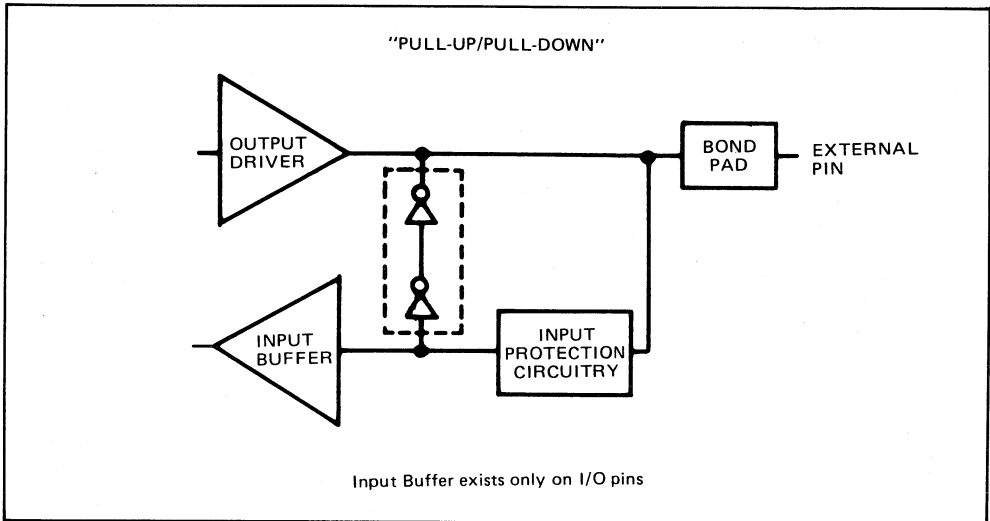 "PULL-UP/PULL-DOWN"
OUTPUT
DRIVER
BOND
PAD
EXTERNAL
PIN
INPUT
BUFFER
INPUT
PROTECTION
CIRCUITRY
Input Buffer exists only on I/O pins